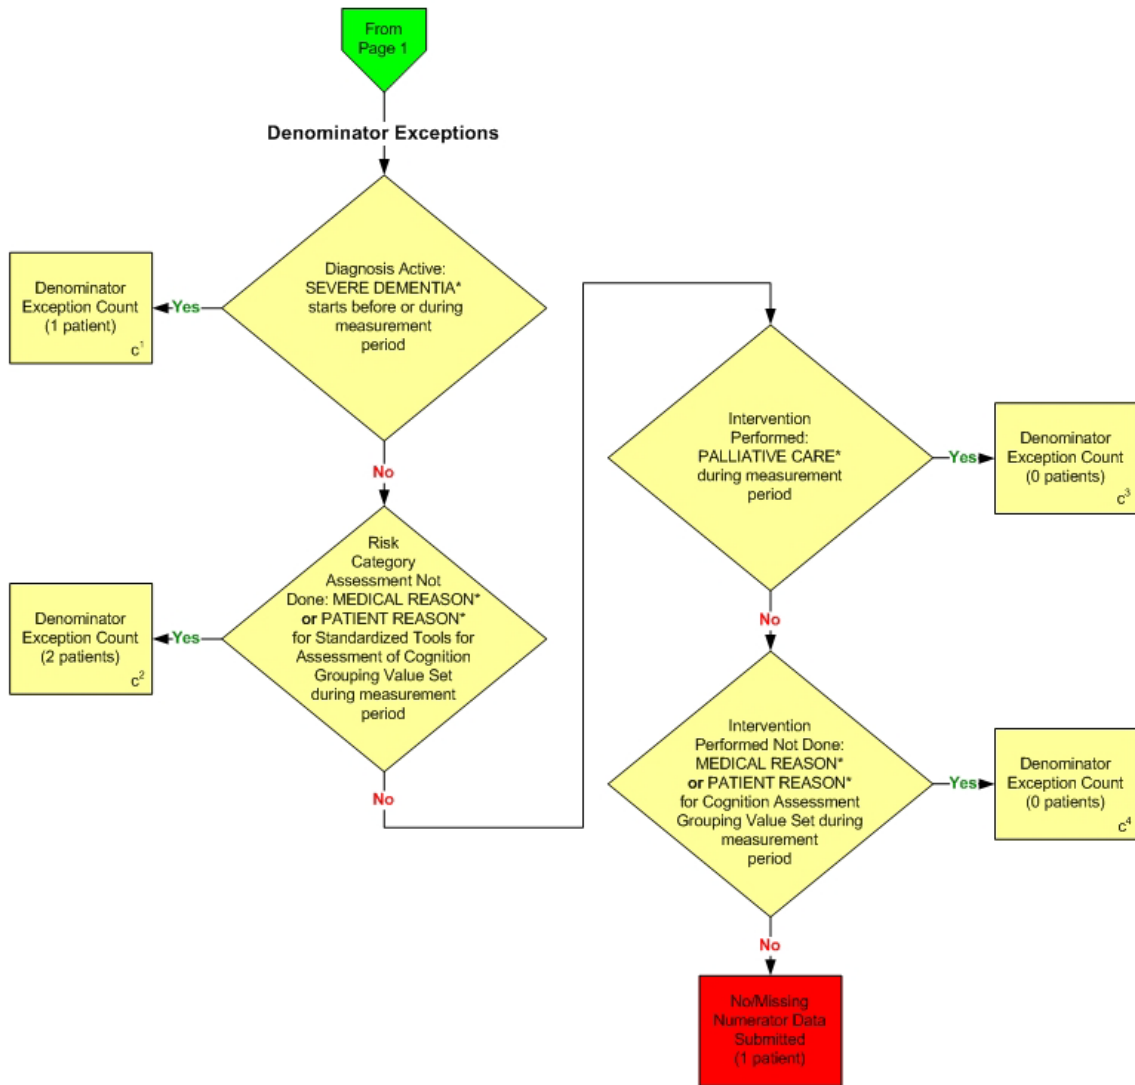 From
Page 1
Denominator Exceptions
Diagnosis Active:
SEVERE DEMENTIA*
starts before or during
measurement
period
Yes
Denominator
Exception Count
(1 patient)
c¹
No
Risk
Category
Assessment Not
Done: MEDICAL REASON*
or PATIENT REASON*
for Standardized Tools for
Assessment of Cognition
Grouping Value Set
during measurement
period
Yes
Denominator
Exception Count
(2 patients)
c²
No
Intervention
Performed:
PALLIATIVE CARE*
during measurement
period
Yes
Denominator
Exception Count
(0 patients)
c³
No
Intervention
Performed Not Done:
MEDICAL REASON*
or PATIENT REASON*
for Cognition Assessment
Grouping Value Set during
measurement
period
Yes
Denominator
Exception Count
(0 patients)
c⁴
No
No/Missing
Numerator Data
Submitted
(1 patient)